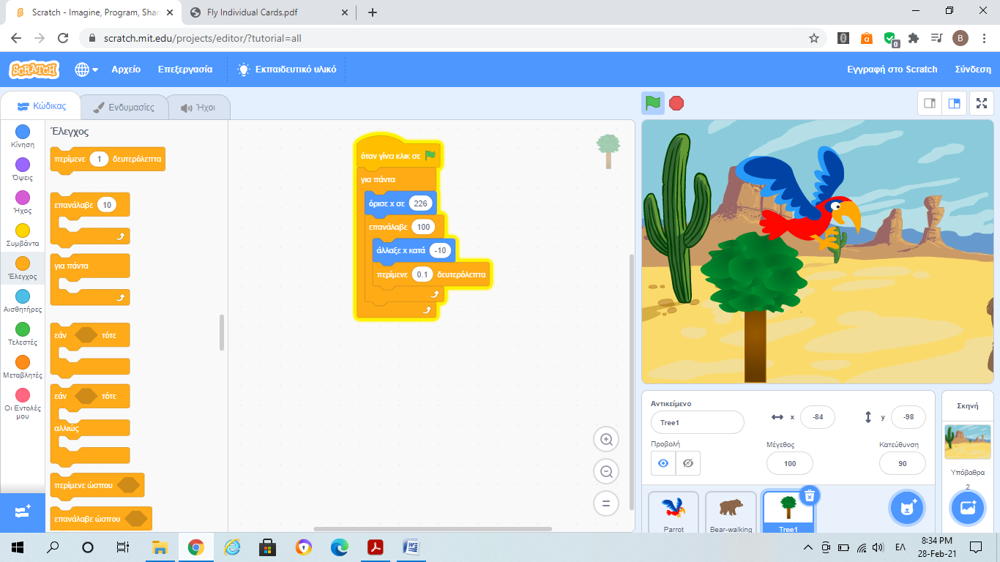 Scratch - Imagine, Program, Shar
Fly Individual Cards.pdf
scratch.mit.edu/projects/editor/?tutorial=all
0
B
SCRATCH
Αρχείο
Επεξεργασία
Εκπαιδευτικό υλικό
Εγγραφή στο Scratch
Σύνδεση
Κώδικας
Ενδυμασίες
Ήχοι
Κίνηση
Όψεις
Ήχος
Συμβάντα
Έλεγχος
Αισθητήρες
Τελεστές
Μεταβλητές
Οι Εντολές
μου
Έλεγχος
περίμενε 1 δευτερόλεπτα
επανάλαβε 10
για πάντα
εάν τότε
εάν τότε
αλλιώς
περίμενε ώσπου
επανάλαβε ώσπου
όταν γίνει κλικ σε
για πάντα
όρισε x σε 226
επανάλαβε 100
άλλαξε x κατά -10
περίμενε 0.1 δευτερόλεπτα
Αντικείμενο
Tree1
x -84
y -98
Προβολή
Μέγεθος
100
Κατεύθυνση
90
Parrot
Bear-walking
Tree1
Σκηνή
Υπόβαθρα
2
ΕΛ
8:34 PM
28-Feb-21